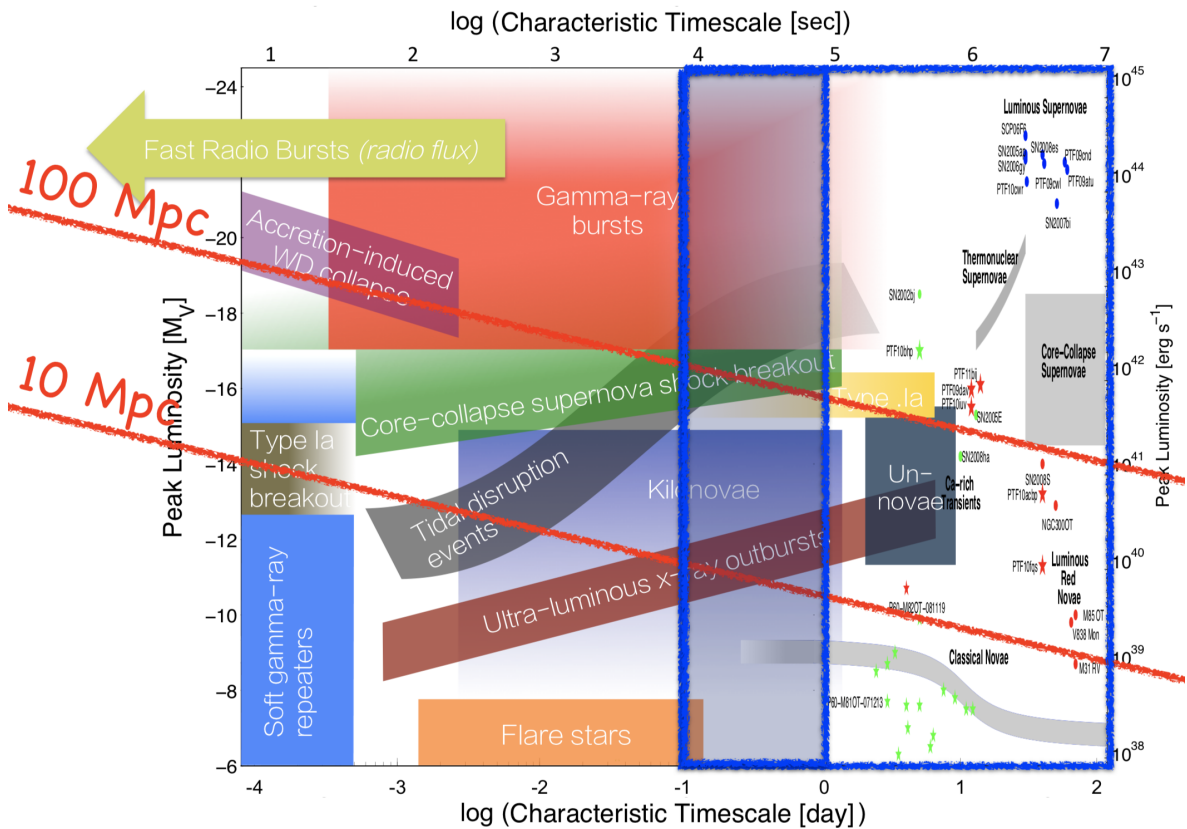 log (Characteristic Timescale [sec])
1 2 3 4 5 6 7
−24
−20
−18
−16
−14
−12
−10
−8
−6
Peak Luminosity [M_V]
10^45
10^44
10^43
10^42
10^41
10^40
10^39
10^38
Peak Luminosity [erg s^−1]
Fast Radio Bursts (radio flux)
100 Mpc
10 Mpc
Accretion-induced
WD collapse
Gamma-ray
bursts
Core-collapse supernova shock breakout
Type Ia
shock
breakout
Tidal disruption
events
Kilonovae
Type .Ia
Un-
novae
Ultra-luminous x-ray outbursts
Soft gamma-ray
repeaters
Flare stars
Luminous Supernovae
SCP06F6
SN2005ap
SN2008es
PTF09cnd
SN2006gy
PTF09cwl
PTF09atu
PTF10cwr
SN2007bi
Thermonuclear
Supernovae
SN2002bj
PTF10bhp
Core-Collapse
Supernovae
PTF11bij
PTF09dav
PTF10iuv
SN2005E
SN2008ha
Ca-rich
Transients
SN2008S
PTF10acbp
NGC300OT
PTF10fqs
Luminous
Red
Novae
P60-M82OT-081119
M85 OT
V838 Mon
M31 RV
Classical Novae
P60-M81OT-071213
−4 −3 −2 -1 0 1 2
log (Characteristic Timescale [day])